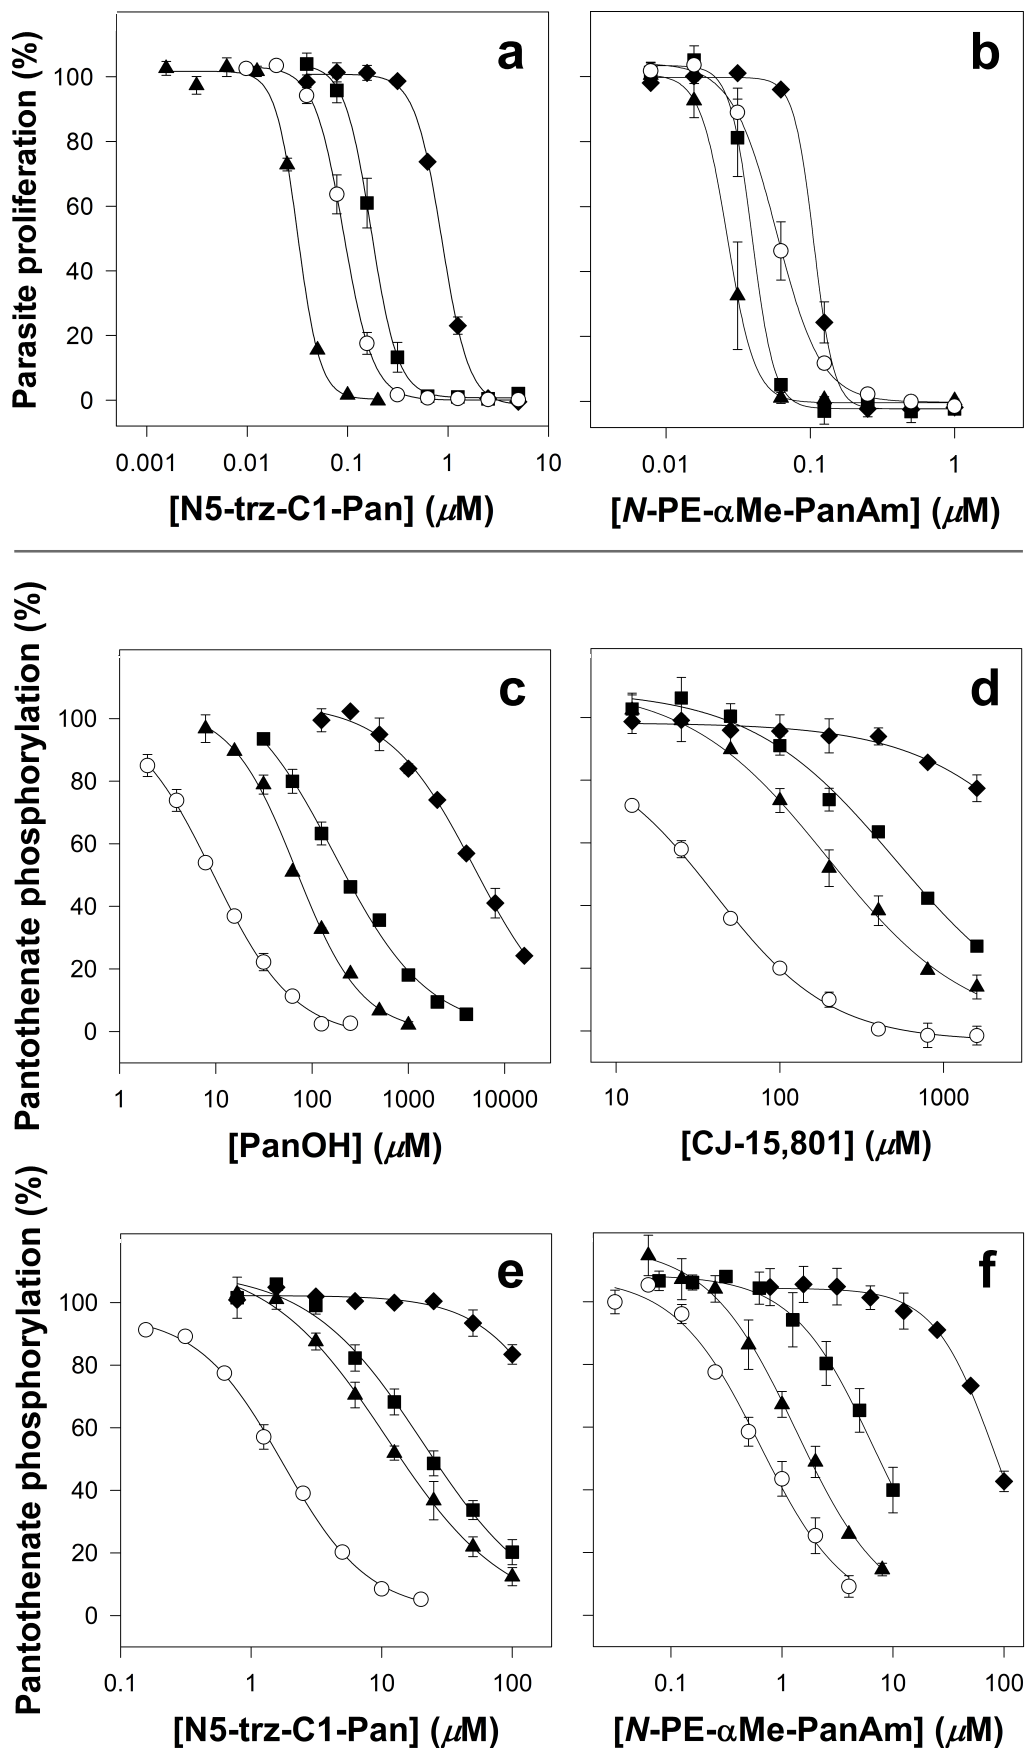 a
b
Parasite proliferation (%)
100
80
60
40
20
0
0.001 0.01 0.1 1 10
0.01 0.1 1
[N5-trz-C1-Pan] (μM)
[N-PE-αMe-PanAm] (μM)
c
d
Pantothenate phosphorylation (%)
100
80
60
40
20
0
1 10 100 1000 10000
10 100 1000
[PanOH] (μM)
[CJ-15,801] (μM)
e
f
Pantothenate phosphorylation (%)
100
80
60
40
20
0
0.1 1 10 100
0.1 1 10 100
[N5-trz-C1-Pan] (μM)
[N-PE-αMe-PanAm] (μM)